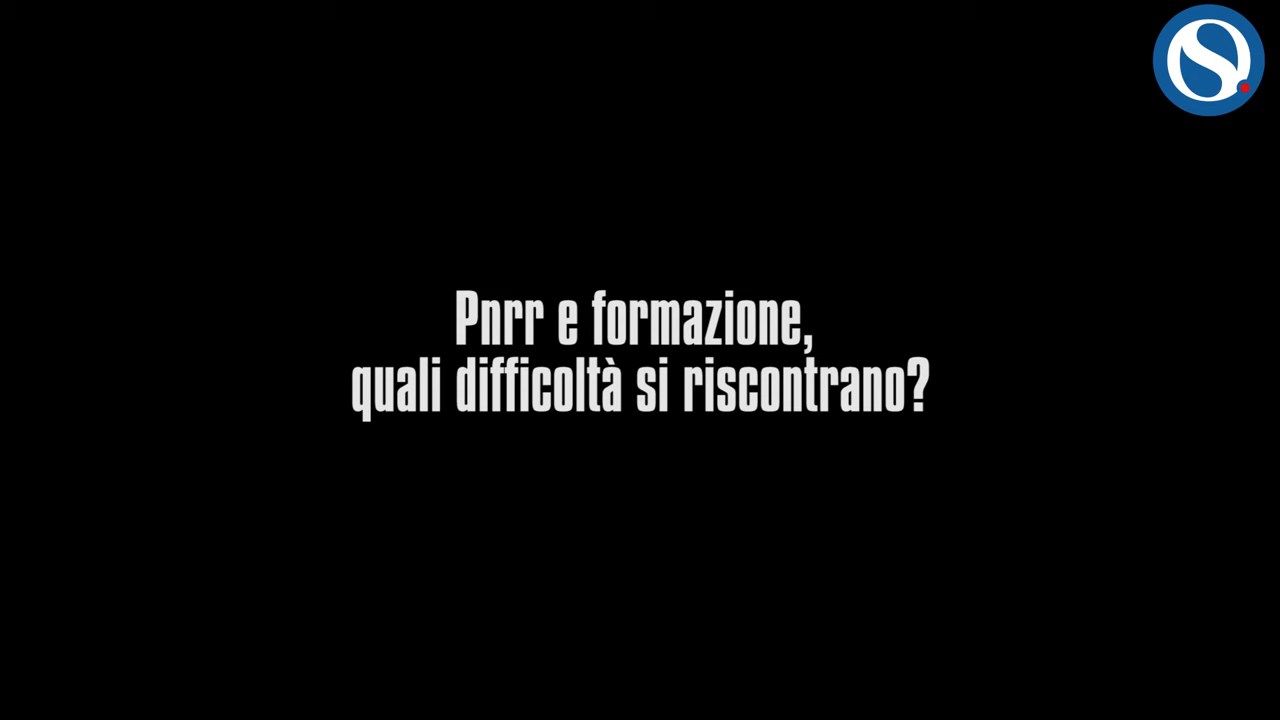 Pnrr e formazione,
quali difficoltà si riscontrano?